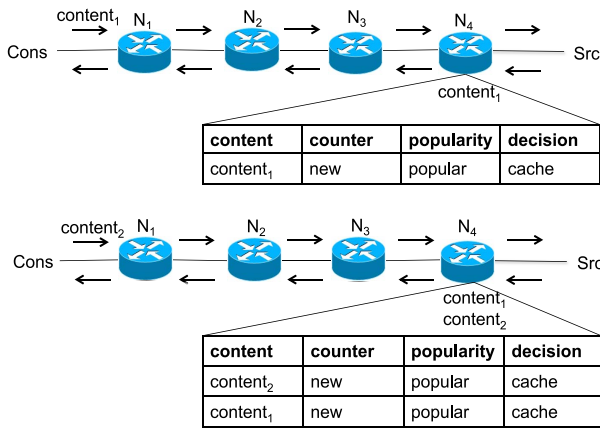 content₁ N₁ N₂ N₃ N₄
Cons Src
content₁
content counter popularity decision
content₁ new popular cache
content₂ N₁ N₂ N₃ N₄
Cons Src
content₁
content₂
content counter popularity decision
content₂ new popular cache
content₁ new popular cache